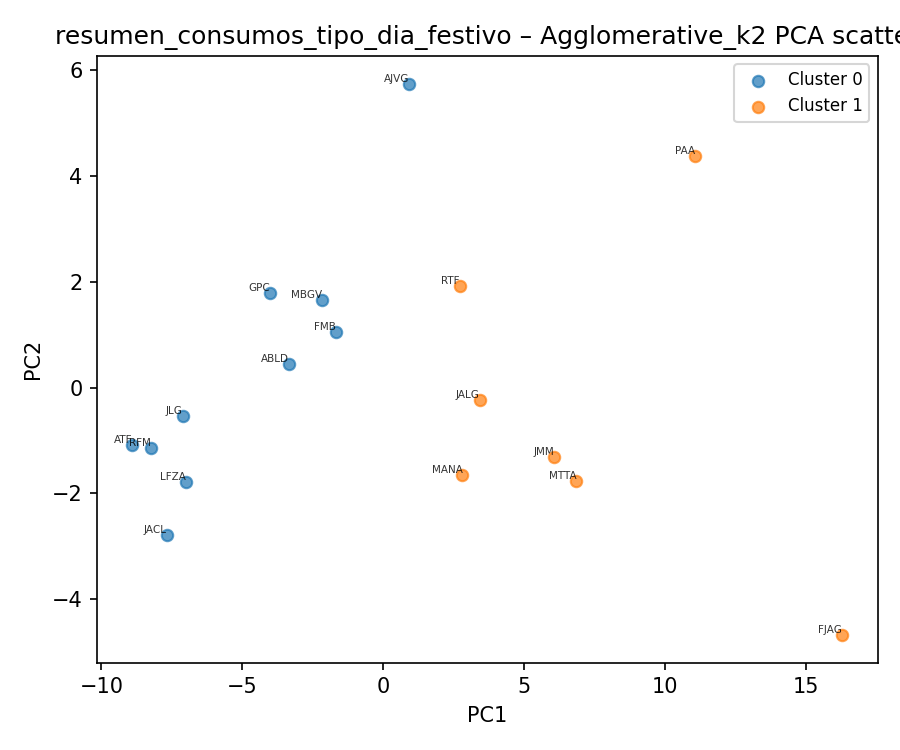 resumen_consumos_tipo_dia_festivo – Agglomerative_k2 PCA scatte
Cluster 0
Cluster 1
AJVG
PAA
RTF
GPC
MBGV
FMB
ABLD
JALG
JLG
RFM
JMM
MANA
MTTA
LFZA
JACL
FJAG
6
4
2
0
−2
−4
PC2
−10
−5
0
5
10
15
PC1